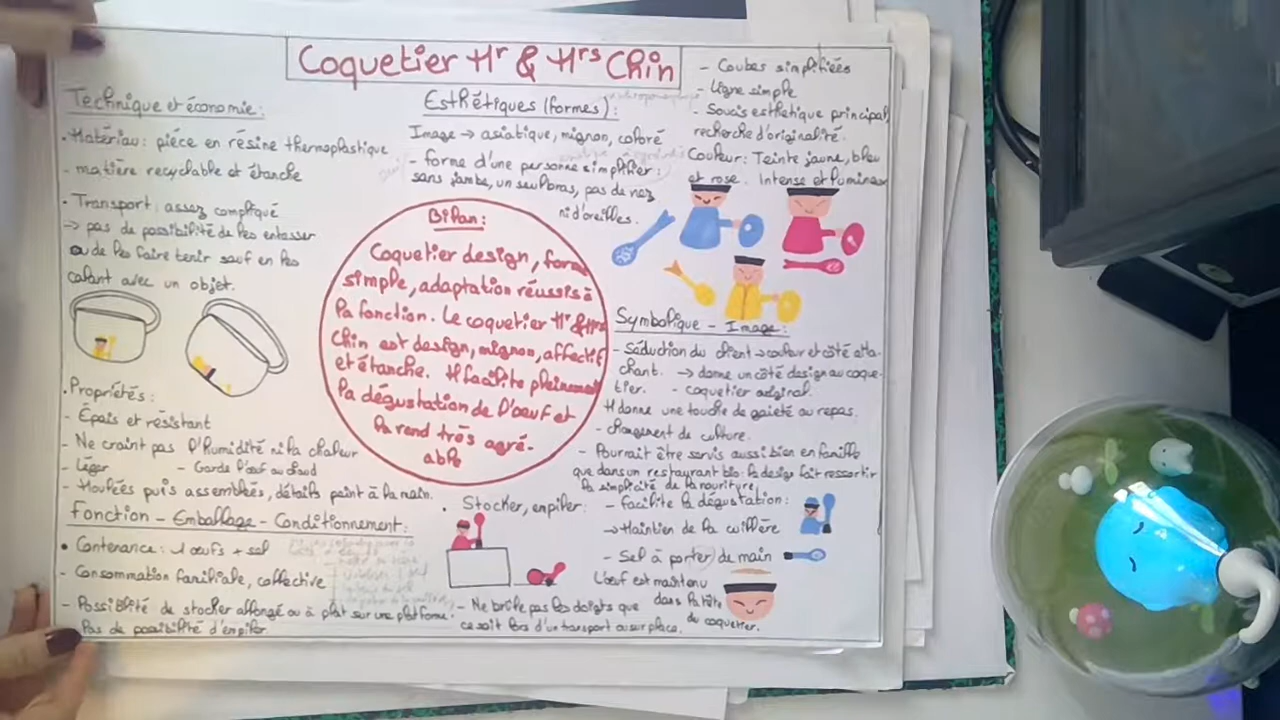 Coquetier Mr & Mrs Chin
Technique et économie:
. Matériau: piéce en résine thermoplastique
- matière recyclable et étanche
. Transport: assez compliqué
-> pas de possibilité de les entasser
ou de les faire tenir sauf en les
calant avec un objet.
. Propriétés:
- Épais et résistant
- Ne craint pas l'humidité ni la chaleur
- Léger - Garde l'œuf au chaud
- Moulées puis assemblées, détails peint à la main.
Fonction - Emballage - Conditionnement:
. Contenance: 1 œufs + sel
- Consommation familiale, collective
- Possibilité de stocker allongé ou à plat sur une platforme.
- Pas de possibilité d'empiler
Esthétiques (formes):
Image -> asiatique, mignon, coloré
- forme d'une personne simplifier:
sans jambe, un seul bras, pas de nez
ni d'oreilles.
- Coubes simplifiées
- Ligne simple
- Soucis esthétique principal,
recherche d'originalité.
Couleur: Teinte jaune, bleu
et rose. Intense et lumineux
Bilan:
Coquetier design, forme
simple, adaptation réussis à
la fonction. Le coquetier Mr & Mrs
Chin est design, mignon, affectif
et étanche. Il facilite pleinement
la dégustation de l'œuf et
la rend très agré-
able
Symbolique - Image:
- Séduction du client -> couleur et côté atta-
chant. -> donne un côté design au coque-
tier. - coquetier original.
Il donne une touche de gaieté au repas.
- changement de culture.
- Pourrait être servis aussi bien en famille
que dans un restaurant bio: le design fait ressortir
la simplicité de la nouriture.
. Stocker, empiler:
- facilite la dégustation:
-> Maintien de la cuillère
- Sel à porter de main
L'œuf est maintenu
dans la tête
du coquetier.
- Ne brûle pas les doigts que
ce soit lors d'un transport ou sur place.